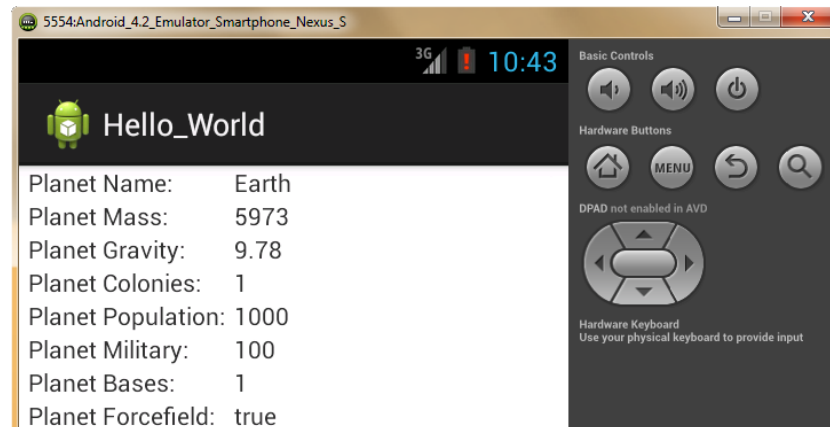 5554:Android_4.2_Emulator_Smartphone_Nexus_S
3G 10:43
Hello_World
Planet Name: Earth
Planet Mass: 5973
Planet Gravity: 9.78
Planet Colonies: 1
Planet Population: 1000
Planet Military: 100
Planet Bases: 1
Planet Forcefield: true
Basic Controls
Hardware Buttons
MENU
DPAD not enabled in AVD
Hardware Keyboard
Use your physical keyboard to provide input